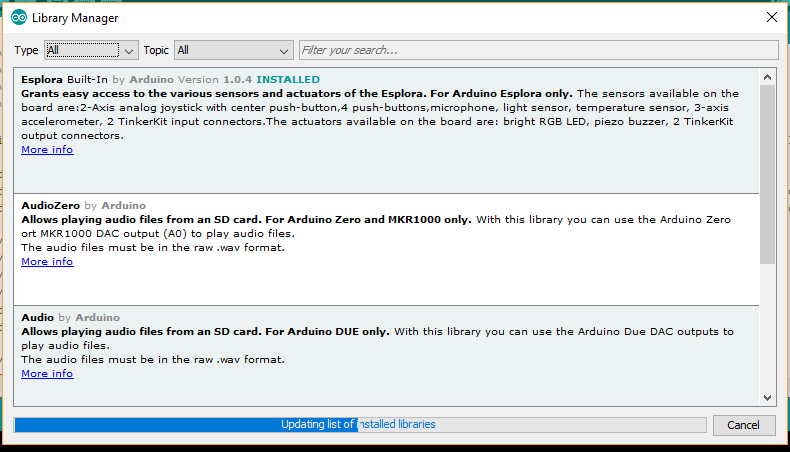 Library Manager
Type All Topic All Filter your search...
Esplora Built-In by Arduino Version 1.0.4 INSTALLED
Grants easy access to the various sensors and actuators of the Esplora. For Arduino Esplora only. The sensors available on the
board are:2-Axis analog joystick with center push-button,4 push-buttons,microphone, light sensor, temperature sensor, 3-axis
accelerometer, 2 TinkerKit input connectors.The actuators available on the board are: bright RGB LED, piezo buzzer, 2 TinkerKit
output connectors.
More info
AudioZero by Arduino
Allows playing audio files from an SD card. For Arduino Zero and MKR1000 only. With this library you can use the Arduino Zero
ort MKR1000 DAC output (A0) to play audio files.
The audio files must be in the raw .wav format.
More info
Audio by Arduino
Allows playing audio files from an SD card. For Arduino DUE only. With this library you can use the Arduino Due DAC outputs to
play audio files.
The audio files must be in the raw .wav format.
More info
Updating list of installed libraries
Cancel